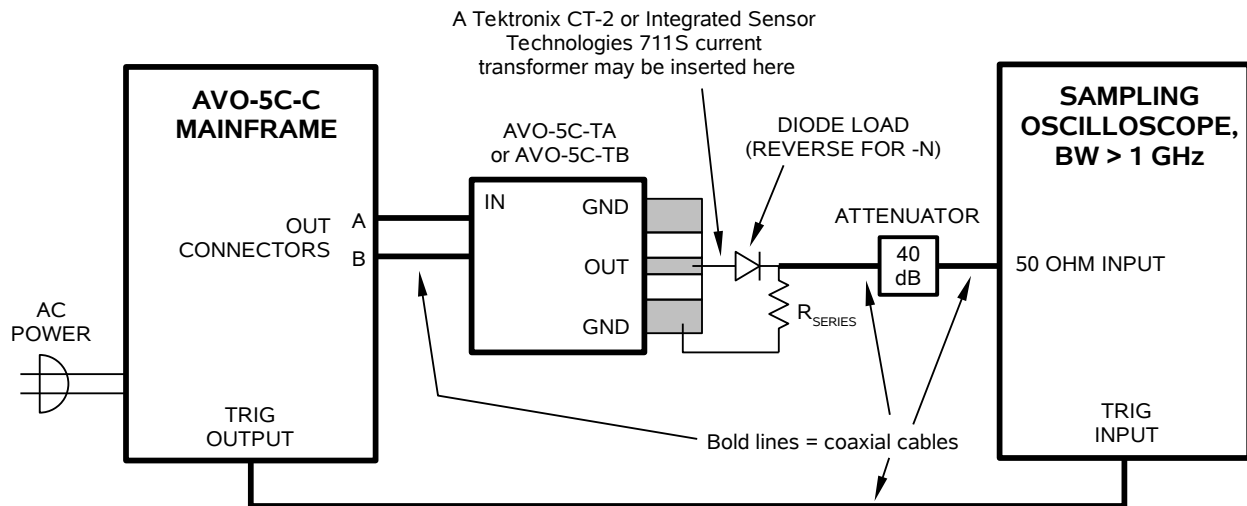 A Tektronix CT-2 or Integrated Sensor
Technologies 711S current
transformer may be inserted here
AVO-5C-C
MAINFRAME
AVO-5C-TA
or AVO-5C-TB
DIODE LOAD
(REVERSE FOR -N)
SAMPLING
OSCILLOSCOPE,
BW > 1 GHz
OUT
CONNECTORS
A
B
IN
GND
OUT
GND
ATTENUATOR
40
dB
50 OHM INPUT
RSERIES
AC
POWER
TRIG
OUTPUT
Bold lines = coaxial cables
TRIG
INPUT